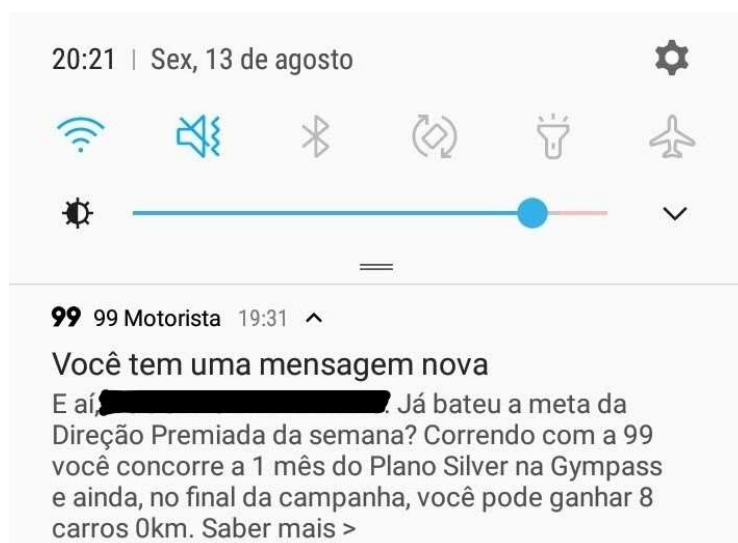 20:21 | Sex, 13 de agosto
99 99 Motorista 19:31
Você tem uma mensagem nova
E aí, . Já bateu a meta da
Direção Premiada da semana? Correndo com a 99
você concorre a 1 mês do Plano Silver na Gympass
e ainda, no final da campanha, você pode ganhar 8
carros 0km. Saber mais >